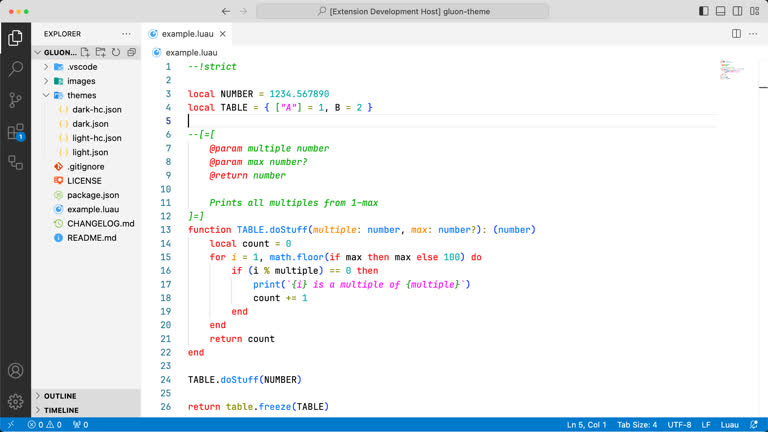 [Extension Development Host] gluon-theme
EXPLORER
example.luau
GLUON...
example.luau
.vscode
images
themes
dark-hc.json
dark.json
light-hc.json
light.json
.gitignore
LICENSE
package.json
example.luau
CHANGELOG.md
README.md
1 --!strict
2
3 local NUMBER = 1234.567890
4 local TABLE = { ["A"] = 1, B = 2 }
5
6 --[=[
7 @param multiple number
8 @param max number?
9 @return number
10
11 Prints all multiples from 1-max
12 ]=]
13 function TABLE.doStuff(multiple: number, max: number?): (number)
14 local count = 0
15 for i = 1, math.floor(if max then max else 100) do
16 if (i % multiple) == 0 then
17 print(`{i} is a multiple of {multiple}`)
18 count += 1
19 end
20 end
21 return count
22 end
23
24 TABLE.doStuff(NUMBER)
25
26 return table.freeze(TABLE)
1
OUTLINE
TIMELINE
0 0 0
Ln 5, Col 1 Tab Size: 4 UTF-8 LF Luau